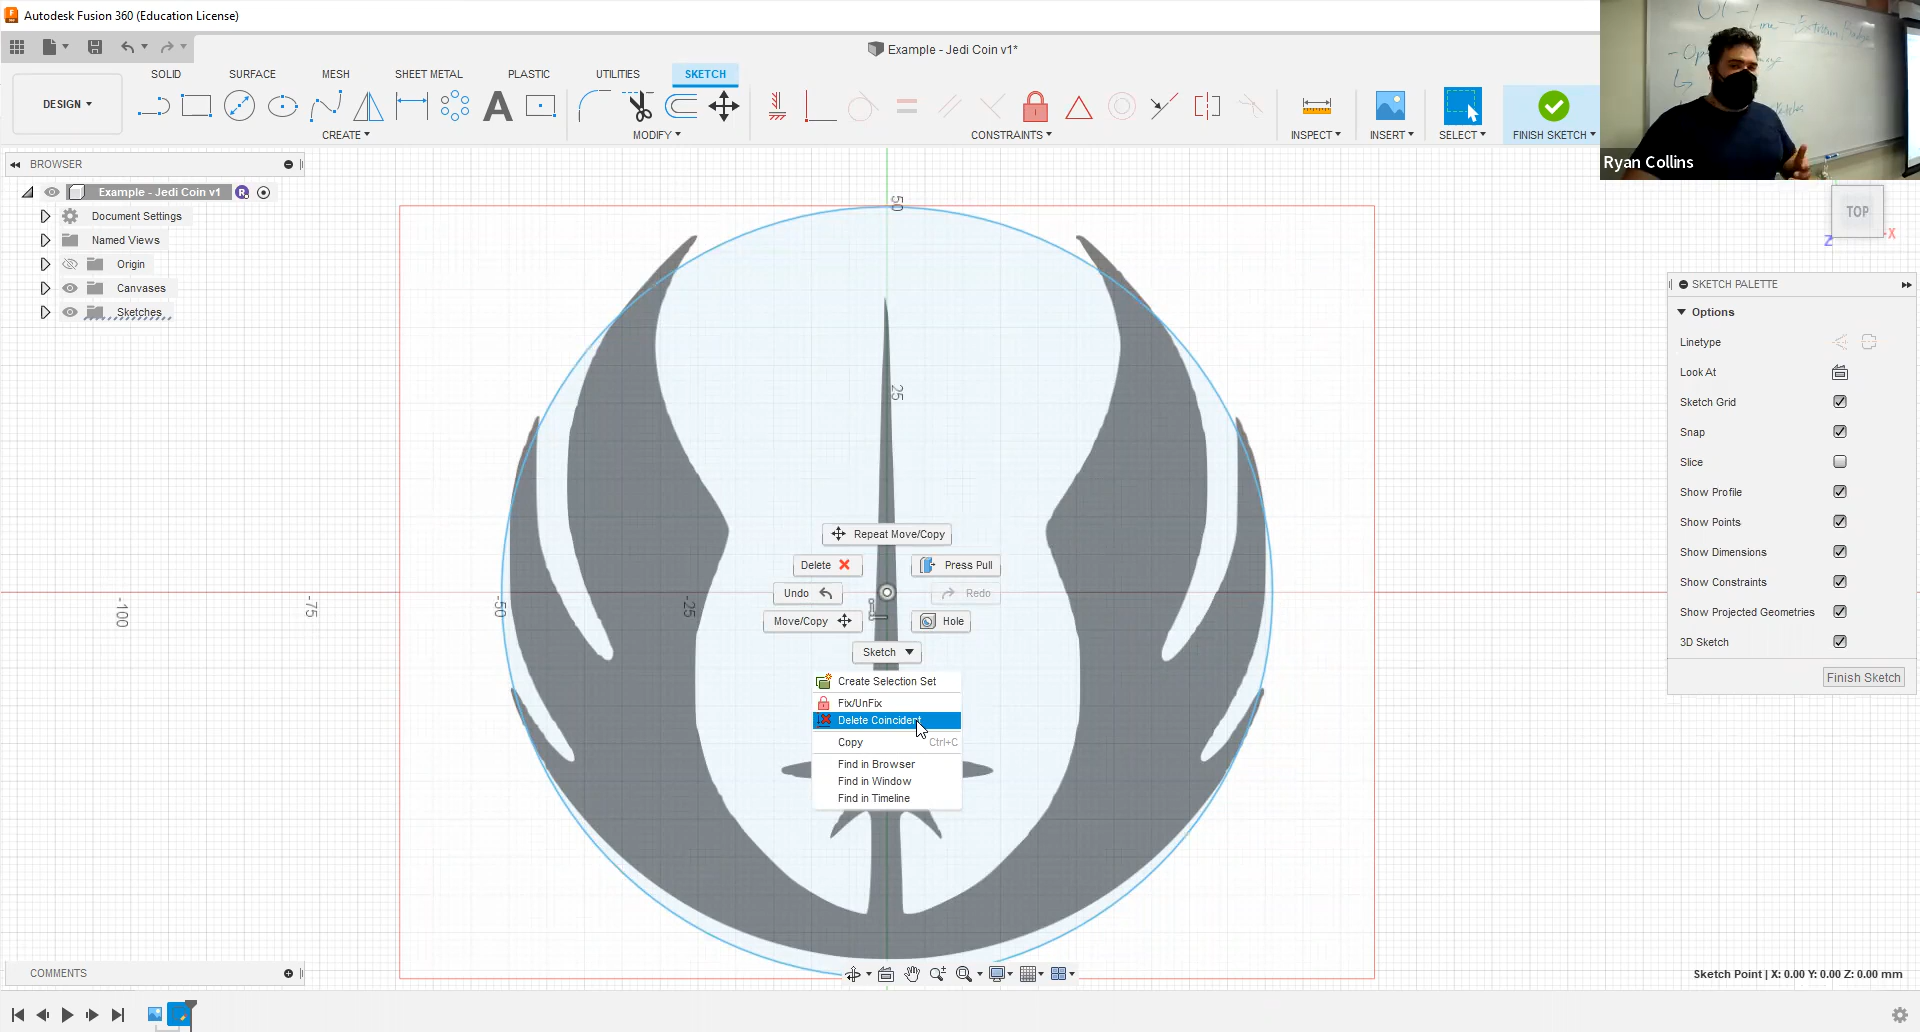 Autodesk Fusion 360 (Education License)
Example - Jedi Coin v1*
SOLID SURFACE MESH SHEET METAL PLASTIC UTILITIES SKETCH
DESIGN
CREATE MODIFY CONSTRAINTS INSPECT INSERT SELECT FINISH SKETCH
Ryan Collins
BROWSER
Example - Jedi Coin v1
Document Settings
Named Views
Origin
Canvases
Sketches
TOP
Z
-X
50
25
-100
-75
-50
-25
Repeat Move/Copy
Delete
Press Pull
Undo
Redo
Move/Copy
Hole
Sketch
Create Selection Set
Fix/UnFix
Delete Coincident
Copy Ctrl+C
Find in Browser
Find in Window
Find in Timeline
SKETCH PALETTE
Options
Linetype
Look At
Sketch Grid
Snap
Slice
Show Profile
Show Points
Show Dimensions
Show Constraints
Show Projected Geometries
3D Sketch
Finish Sketch
COMMENTS
Sketch Point | X: 0.00 Y: 0.00 Z: 0.00 mm